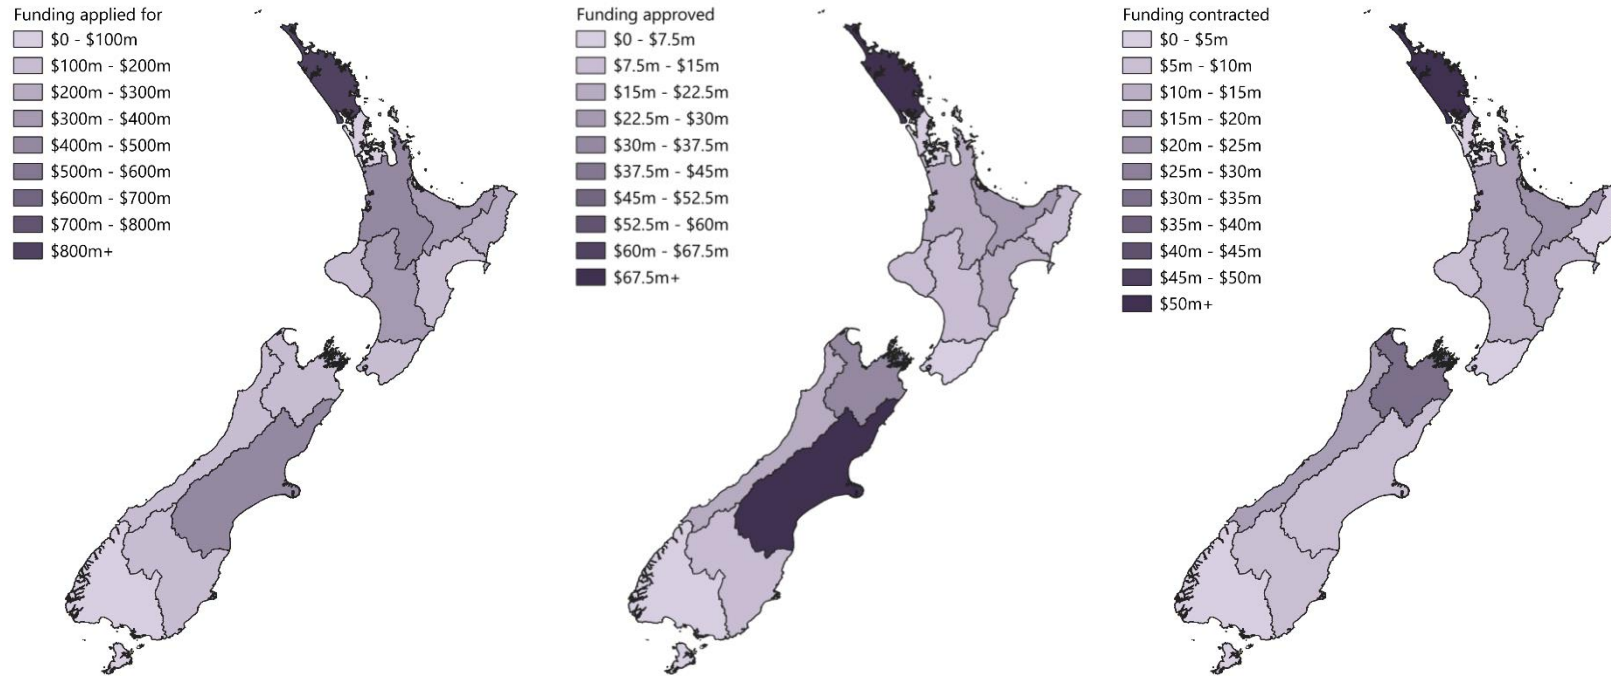 Funding applied for
$0 - $100m
$100m - $200m
$200m - $300m
$300m - $400m
$400m - $500m
$500m - $600m
$600m - $700m
$700m - $800m
$800m+
Funding approved
$0 - $7.5m
$7.5m - $15m
$15m - $22.5m
$22.5m - $30m
$30m - $37.5m
$37.5m - $45m
$45m - $52.5m
$52.5m - $60m
$60m - $67.5m
$67.5m+
Funding contracted
$0 - $5m
$5m - $10m
$10m - $15m
$15m - $20m
$20m - $25m
$25m - $30m
$30m - $35m
$35m - $40m
$40m - $45m
$45m - $50m
$50m+